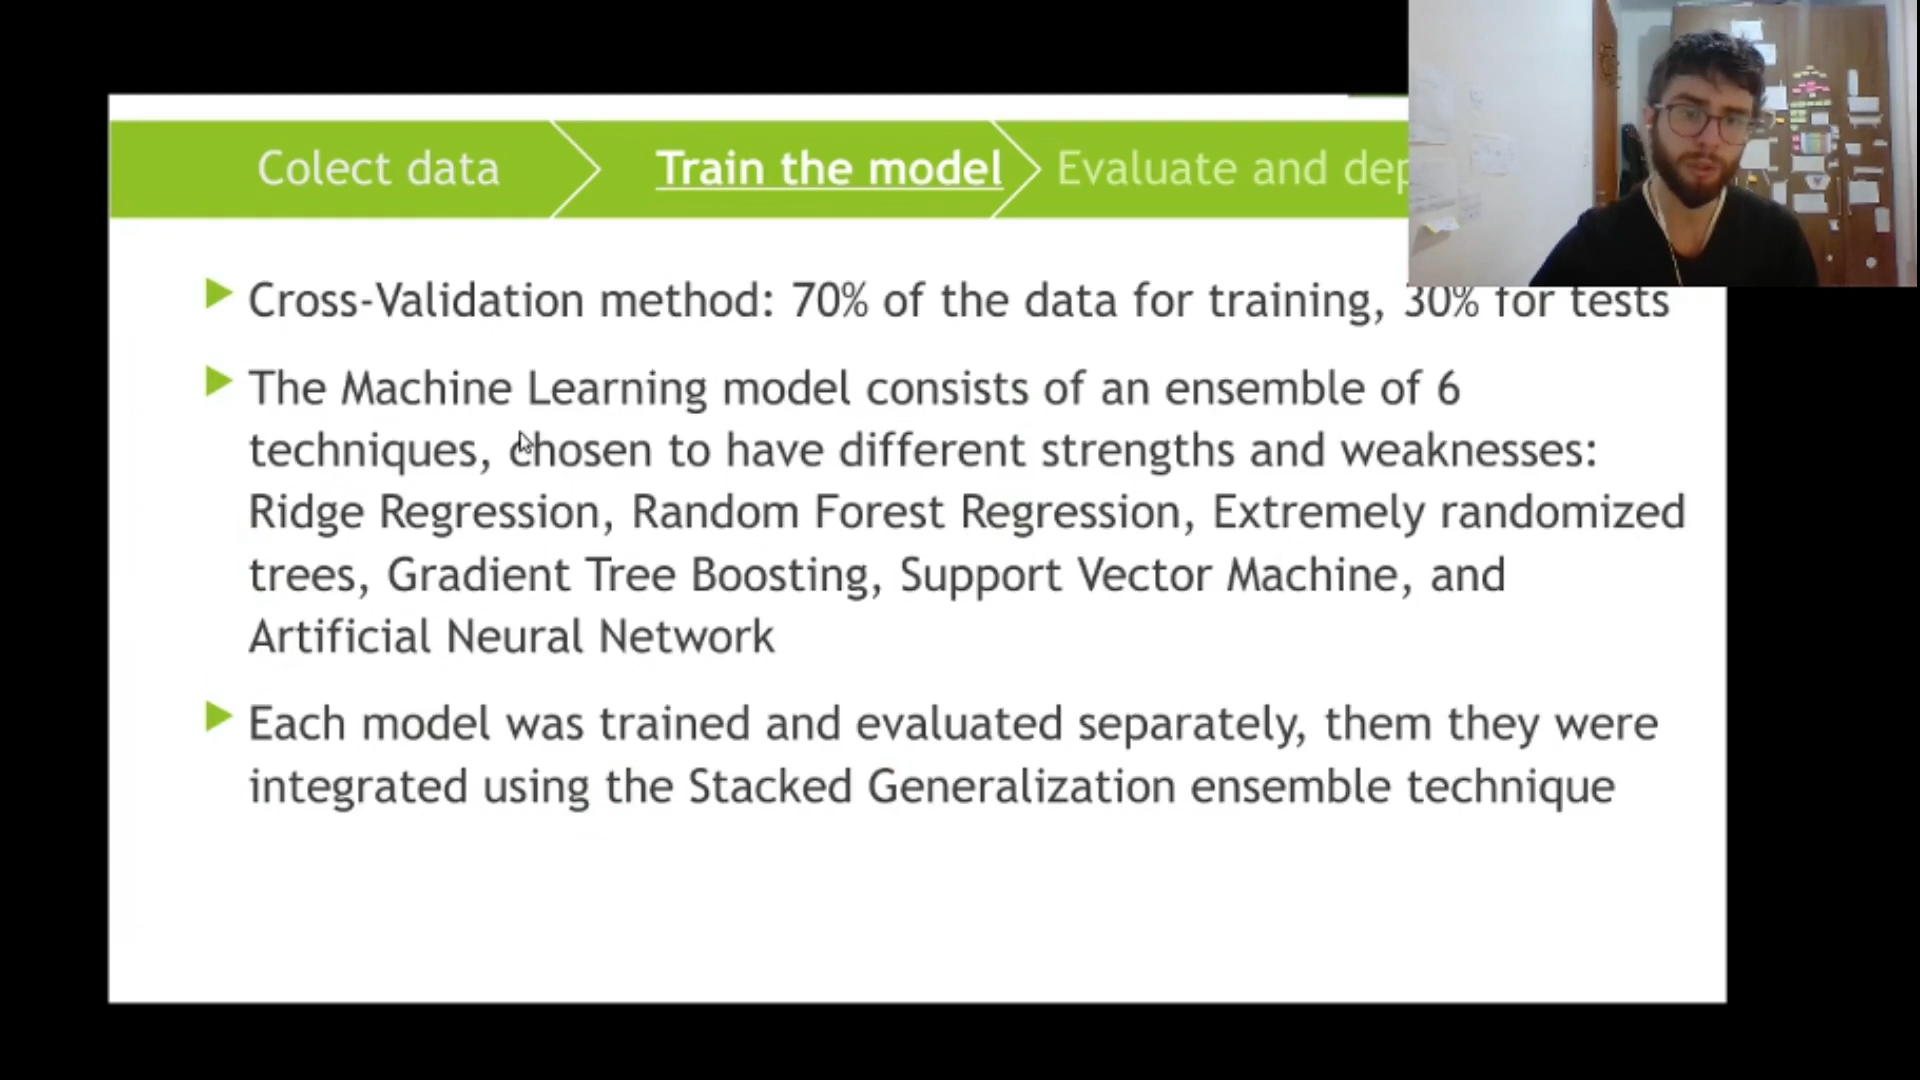 Colect data
Train the model
Evaluate and dep
Cross-Validation method: 70% of the data for training, 30% for tests
The Machine Learning model consists of an ensemble of 6
techniques, chosen to have different strengths and weaknesses:
Ridge Regression, Random Forest Regression, Extremely randomized
trees, Gradient Tree Boosting, Support Vector Machine, and
Artificial Neural Network
Each model was trained and evaluated separately, them they were
integrated using the Stacked Generalization ensemble technique